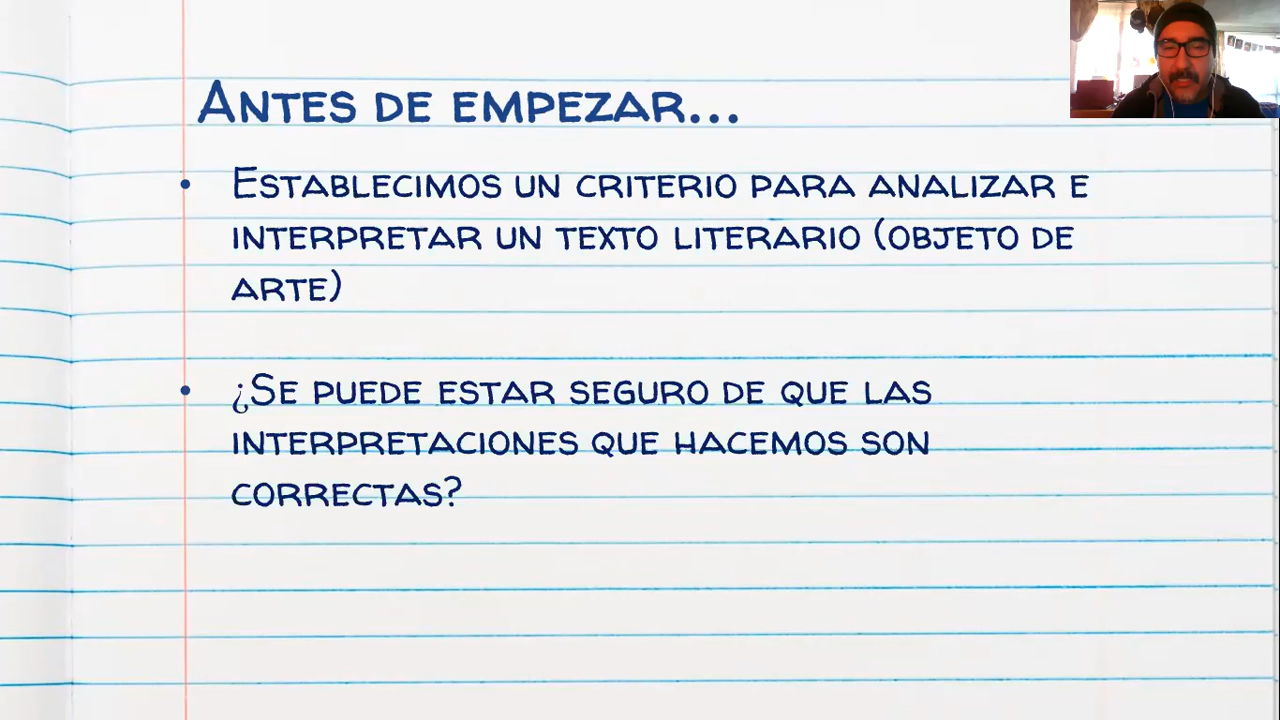 Antes de empezar...
• Establecimos un criterio para analizar e
interpretar un texto literario (objeto de
arte)
• ¿Se puede estar seguro de que las
interpretaciones que hacemos son
correctas?